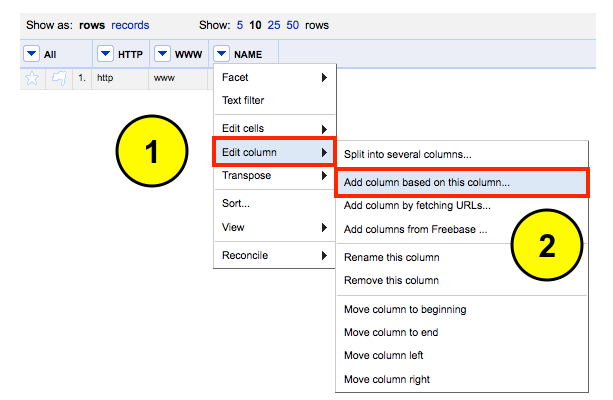 Show as: rows records Show: 5 10 25 50 rows
All HTTP WWW NAME
1. http www
Facet
Text filter
Edit cells
Edit column
Transpose
Sort...
View
Reconcile
1
Split into several columns...
Add column based on this column...
Add column by fetching URLs...
Add columns from Freebase ...
Rename this column
Remove this column
Move column to beginning
Move column to end
Move column left
Move column right
2